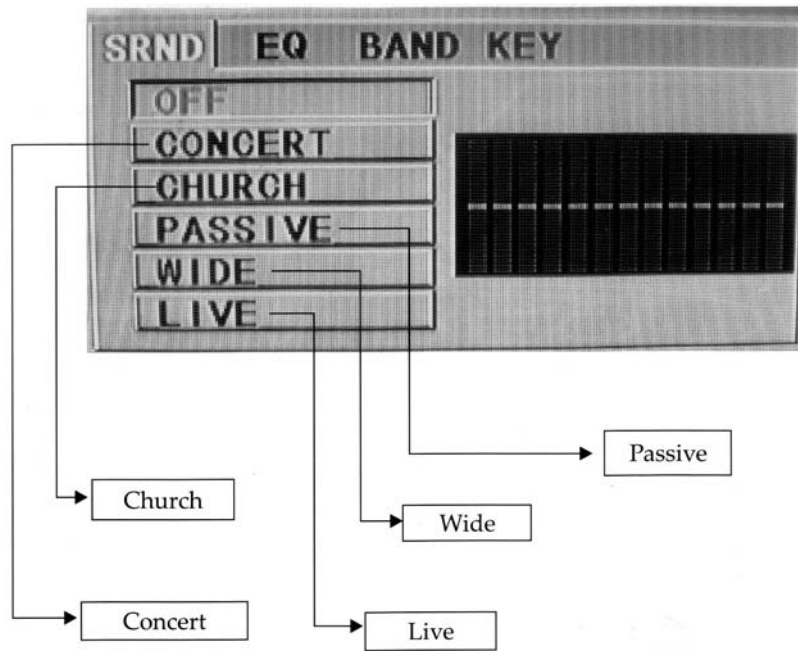 SRND EQ BAND KEY
OFF
CONCERT
CHURCH
PASSIVE
WIDE
LIVE
Passive
Church
Wide
Concert
Live